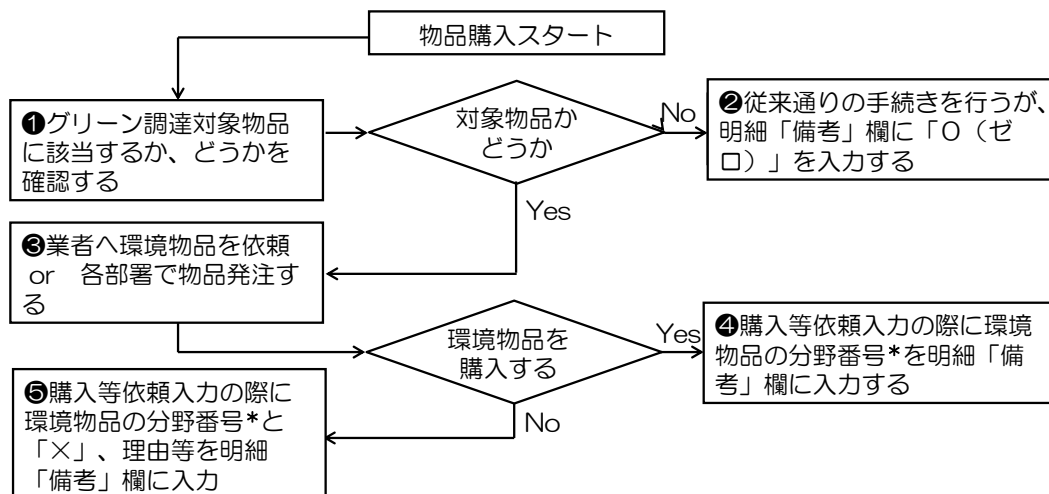 物品購入スタート
❶グリーン調達対象物品
に該当するか、どうかを
確認する
対象物品か
どうか
No
❷従来通りの手続きを行うが、
明細「備考」欄に「０（ゼ
ロ）」を入力する
Yes
❸業者へ環境物品を依頼
or　各部署で物品発注す
る
環境物品を
購入する
Yes
❹購入等依頼入力の際に環境
物品の分野番号*を明細「備
考」欄に入力する
No
❺購入等依頼入力の際に
環境物品の分野番号*と
「×」、理由等を明細
「備考」欄に入力